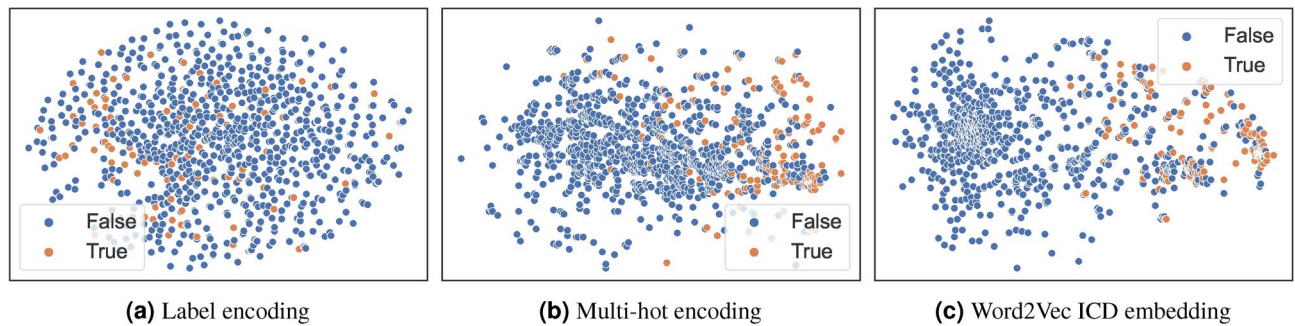 False
True
(a) Label encoding
False
True
(b) Multi-hot encoding
False
True
(c) Word2Vec ICD embedding